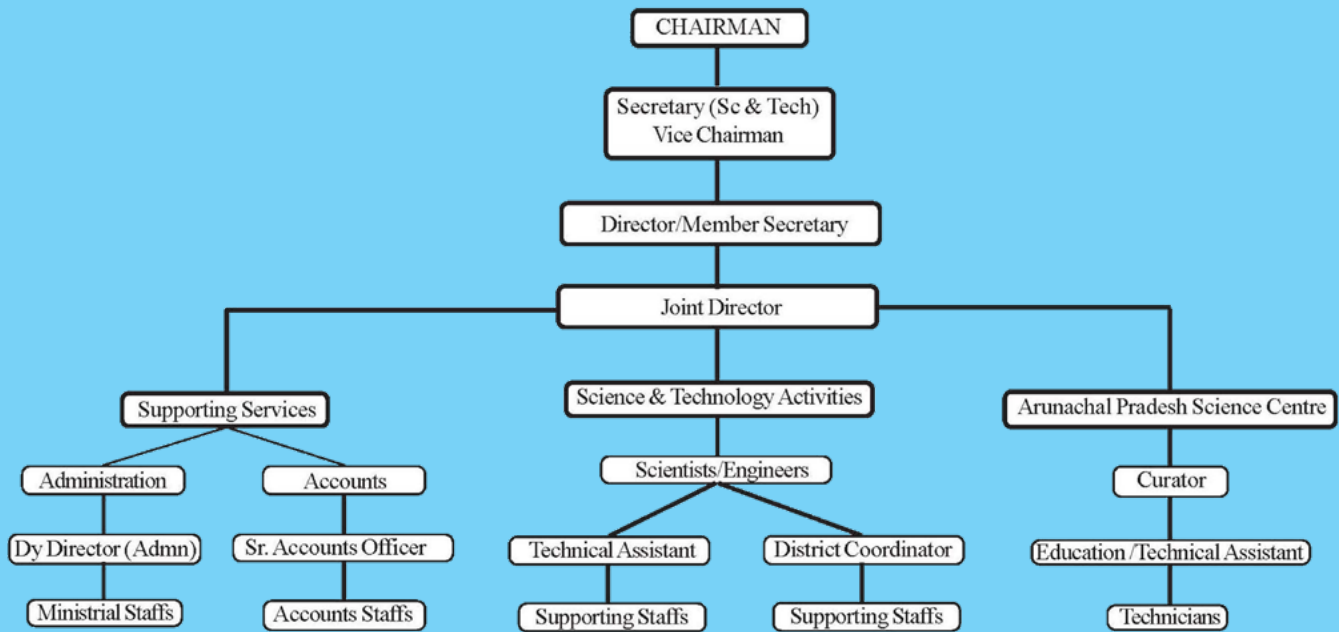 CHAIRMAN
Secretary (Sc & Tech)
Vice Chairman
Director/Member Secretary
Joint Director
Supporting Services
Science & Technology Activities
Arunachal Pradesh Science Centre
Administration
Accounts
Scientists/Engineers
Curator
Dy Director (Admn)
Sr. Accounts Officer
Technical Assistant
District Coordinator
Education /Technical Assistant
Ministrial Staffs
Accounts Staffs
Supporting Staffs
Supporting Staffs
Technicians